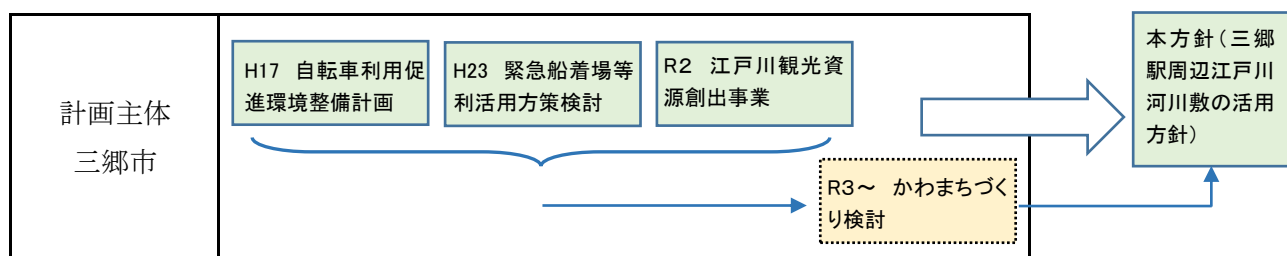 計画主体
三郷市
H17 自転車利用促
進環境整備計画
H23 緊急船着場等
利活用方策検討
R2 江戸川観光資
源創出事業
R3~ かわまちづく
り検討
本方針(三郷
駅周辺江戸川
河川敷の活用
方針)